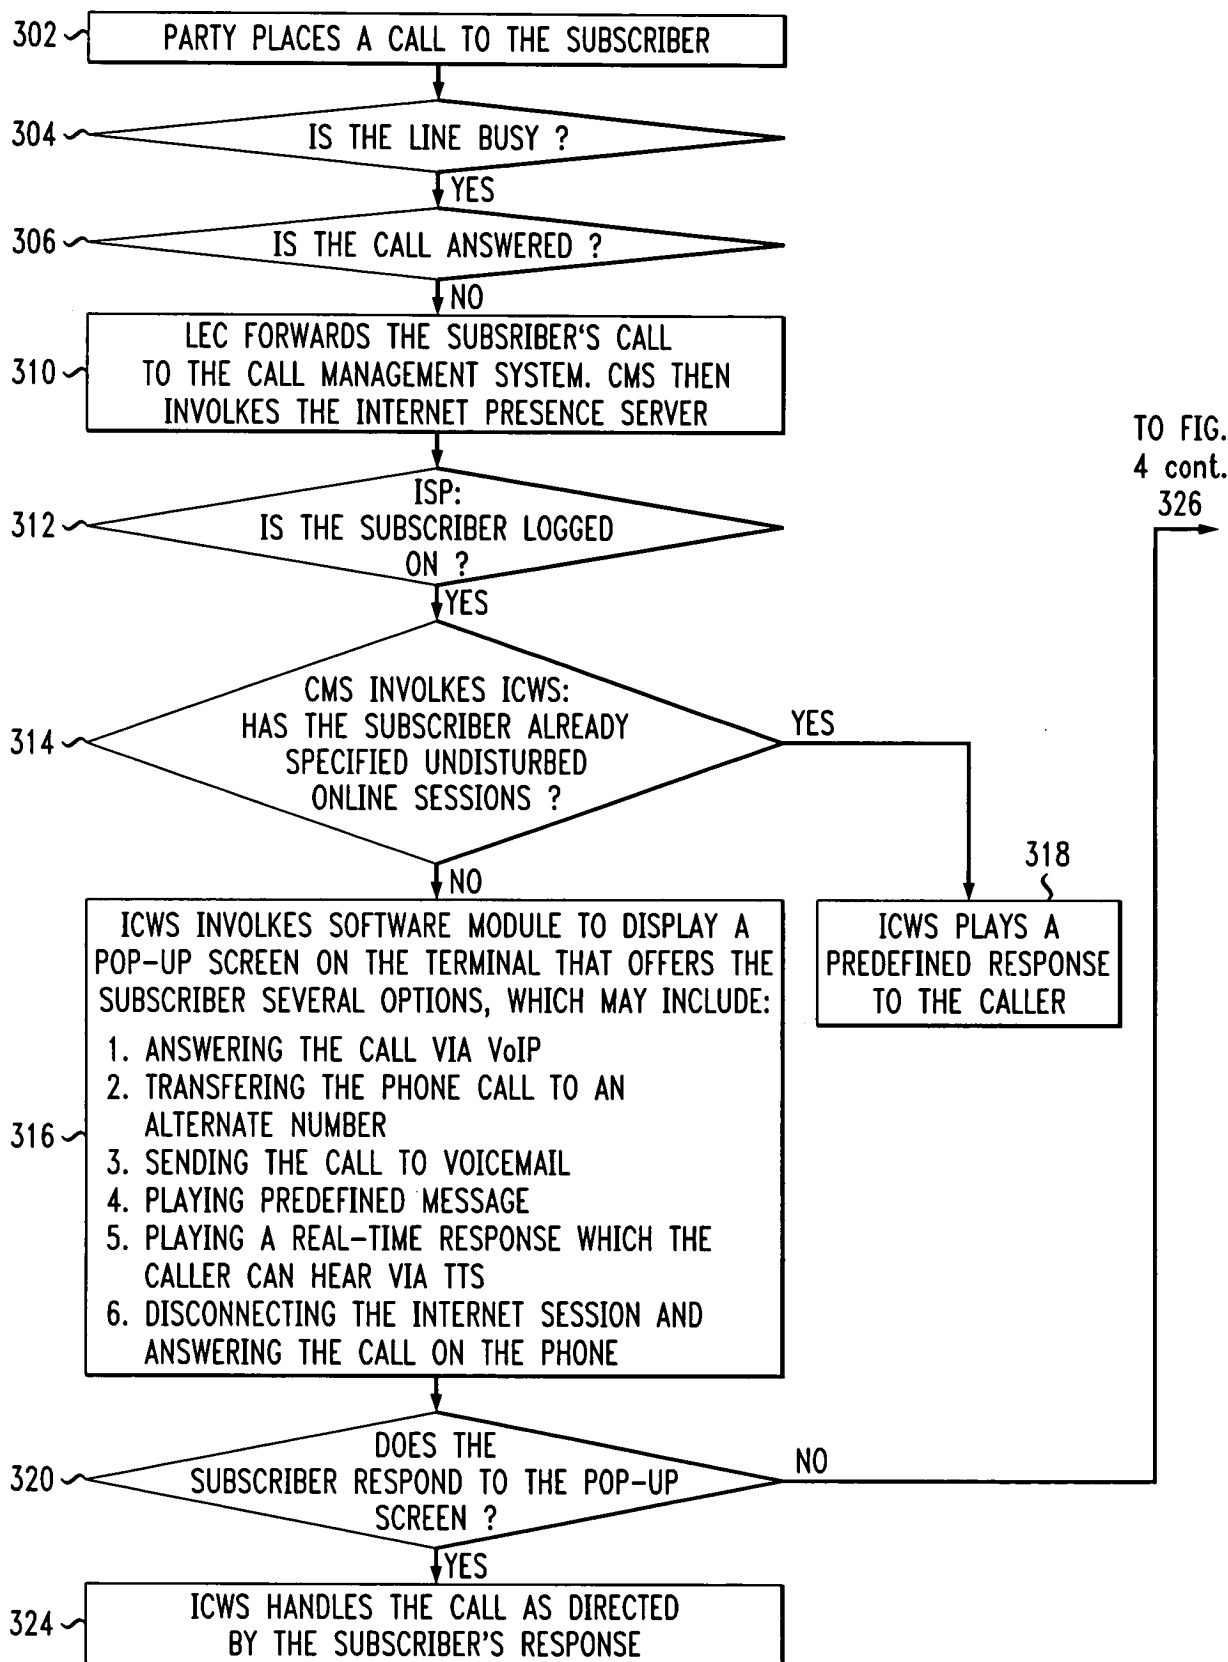 302
PARTY PLACES A CALL TO THE SUBSCRIBER
304
IS THE LINE BUSY ?
YES
306
IS THE CALL ANSWERED ?
NO
310
LEC FORWARDS THE SUBSRIBER'S CALL
TO THE CALL MANAGEMENT SYSTEM. CMS THEN
INVOLKES THE INTERNET PRESENCE SERVER
TO FIG.
4 cont.
326
312
ISP:
IS THE SUBSCRIBER LOGGED
ON ?
YES
314
CMS INVOLKES ICWS:
HAS THE SUBSCRIBER ALREADY
SPECIFIED UNDISTURBED
ONLINE SESSIONS ?
YES
NO
318
ICWS PLAYS A
PREDEFINED RESPONSE
TO THE CALLER
316
ICWS INVOLKES SOFTWARE MODULE TO DISPLAY A
POP-UP SCREEN ON THE TERMINAL THAT OFFERS THE
SUBSCRIBER SEVERAL OPTIONS, WHICH MAY INCLUDE:
1. ANSWERING THE CALL VIA VoIP
2. TRANSFERING THE PHONE CALL TO AN
ALTERNATE NUMBER
3. SENDING THE CALL TO VOICEMAIL
4. PLAYING PREDEFINED MESSAGE
5. PLAYING A REAL-TIME RESPONSE WHICH THE
CALLER CAN HEAR VIA TTS
6. DISCONNECTING THE INTERNET SESSION AND
ANSWERING THE CALL ON THE PHONE
320
DOES THE
SUBSCRIBER RESPOND TO THE POP-UP
SCREEN ?
NO
YES
324
ICWS HANDLES THE CALL AS DIRECTED
BY THE SUBSCRIBER'S RESPONSE